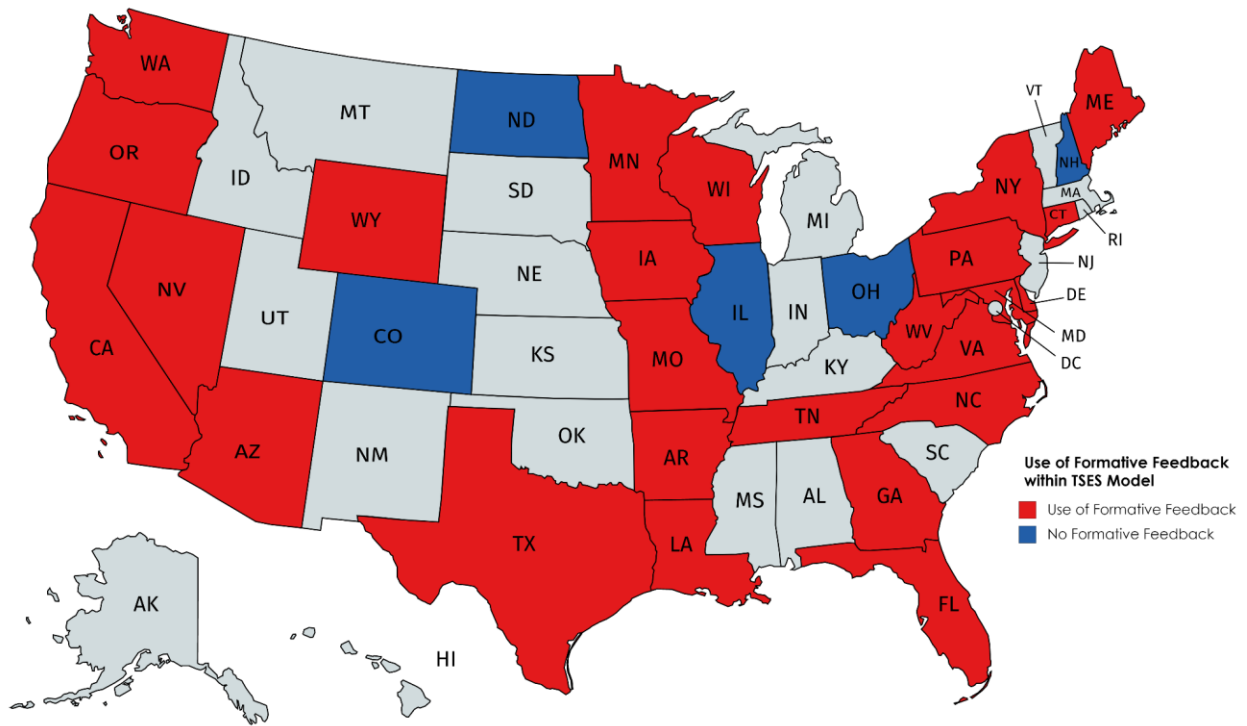 WA
MT
ND
MN
VT
ME
OR
ID
SD
WI
NY
NH
MA
WY
MI
CT
RI
NE
IA
PA
NJ
NV
UT
CO
IL
IN
OH
DE
CA
KS
MO
WV
VA
MD
KY
DC
AZ
NM
OK
AR
TN
NC
SC
MS
AL
GA
TX
LA
FL
AK
HI
Use of Formative Feedback
within TSES Model
Use of Formative Feedback
No Formative Feedback